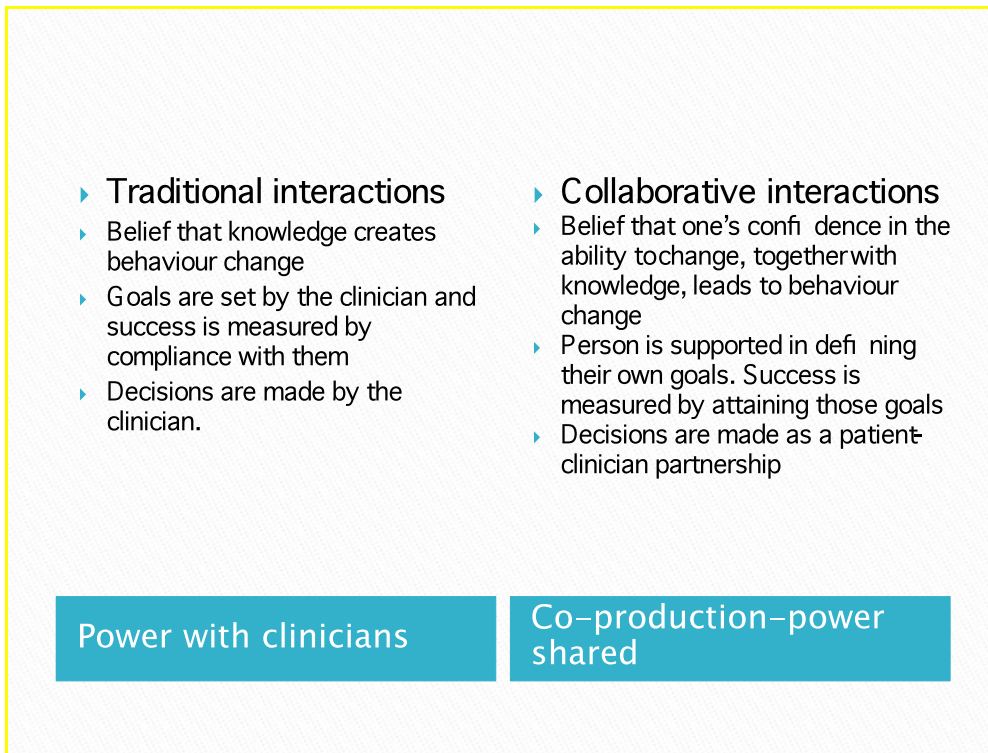 Traditional interactions
Belief that knowledge creates
behaviour change
Goals are set by the clinician and
success is measured by
compliance with them
Decisions are made by the
clinician.
Collaborative interactions
Belief that one’s confi dence in the
ability tochange, togetherwith
knowledge, leads to behaviour
change
Person is supported in defi ning
their own goals. Success is
measured by attaining those goals
Decisions are made as a patient-
clinician partnership
Power with clinicians
Co-production-power
shared